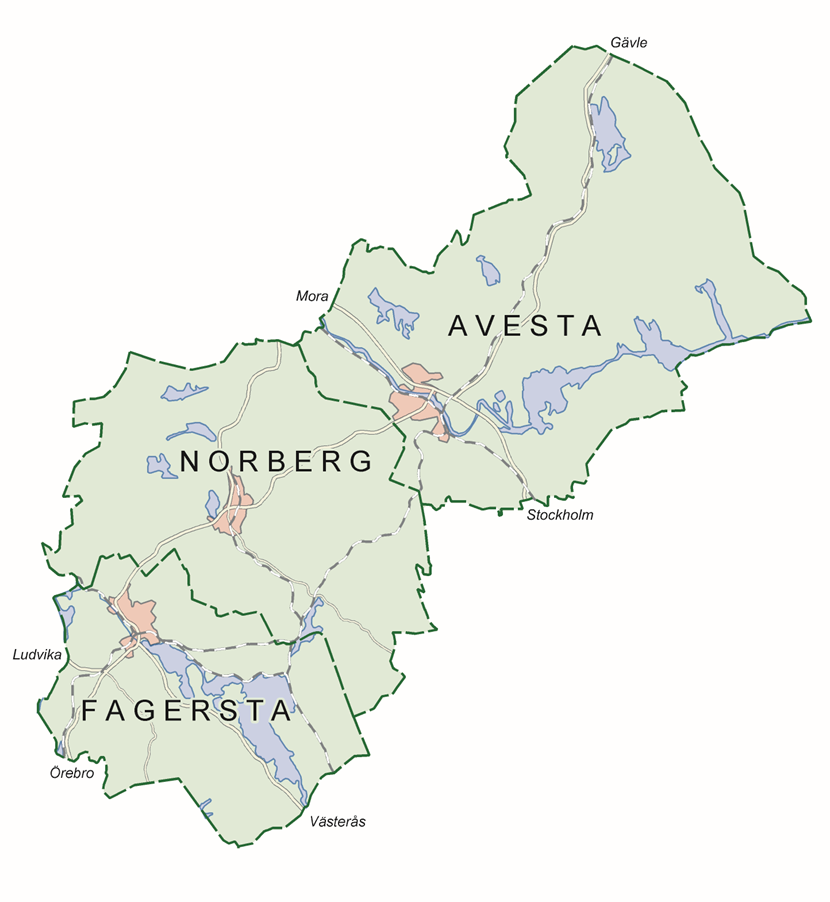 Gävle
Mora
AVESTA
NORBERG
Stockholm
Ludvika
FAGERSTA
Örebro
Västerås